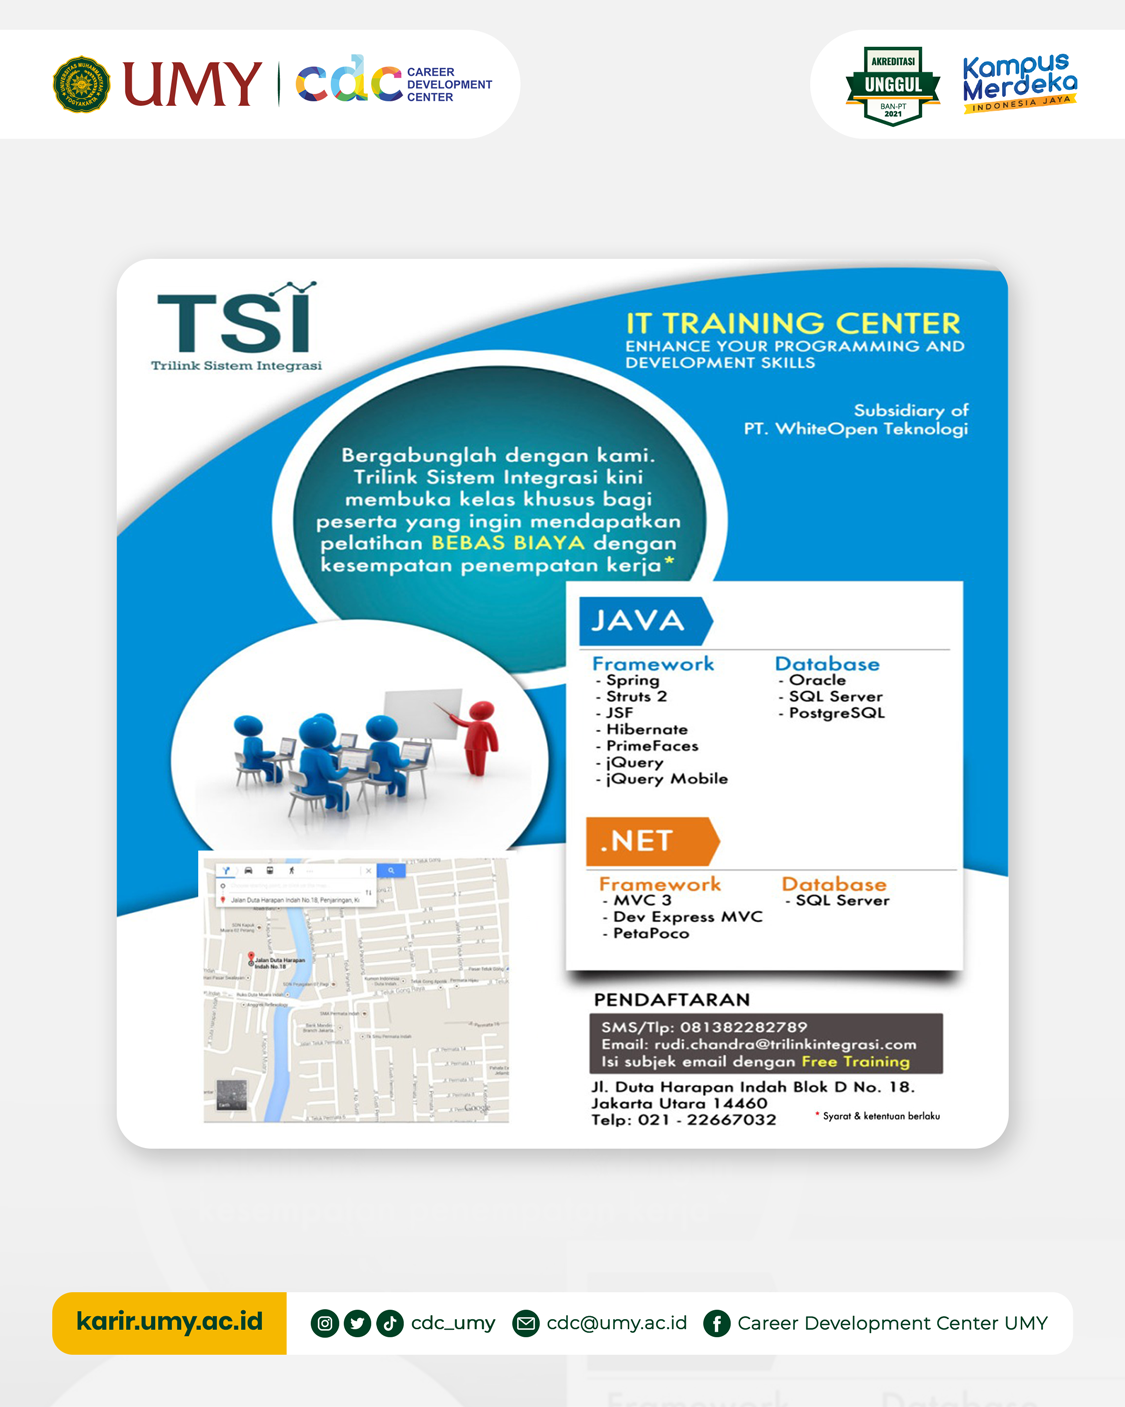 UMY
cdc
CAREER
DEVELOPMENT
CENTER
AKREDITASI
UNGGUL
BAN-PT
2021
Kampus
Merdeka
INDONESIA JAYA
TSI
Trilink Sistem Integrasi
IT TRAINING CENTER
ENHANCE YOUR PROGRAMMING AND
DEVELOPMENT SKILLS
Subsidiary of
PT. WhiteOpen Teknologi
Bergabunglah dengan kami.
Trilink Sistem Integrasi kini
membuka kelas khusus bagi
peserta yang ingin mendapatkan
pelatihan BEBAS BIAYA dengan
kesempatan penempatan kerja*
JAVA
Framework
- Spring
- Struts 2
- JSF
- Hibernate
- PrimeFaces
- jQuery
- jQuery Mobile
Database
- Oracle
- SQL Server
- PostgreSQL
.NET
Framework
- MVC 3
- Dev Express MVC
- PetaPoco
Database
- SQL Server
Jalan Duta Harapan Indah No.18, Penjaringan, K
Jalan Duta Harapan
Indah No.18
Google
PENDAFTARAN
SMS/Tlp: 081382282789
Email: rudi.chandra@trilinkintegrasi.com
Isi subjek email dengan Free Training
Jl. Duta Harapan Indah Blok D No. 18.
Jakarta Utara 14460
Telp: 021 - 22667032
* Syarat & ketentuan berlaku
karir.umy.ac.id
cdc_umy
cdc@umy.ac.id
Career Development Center UMY